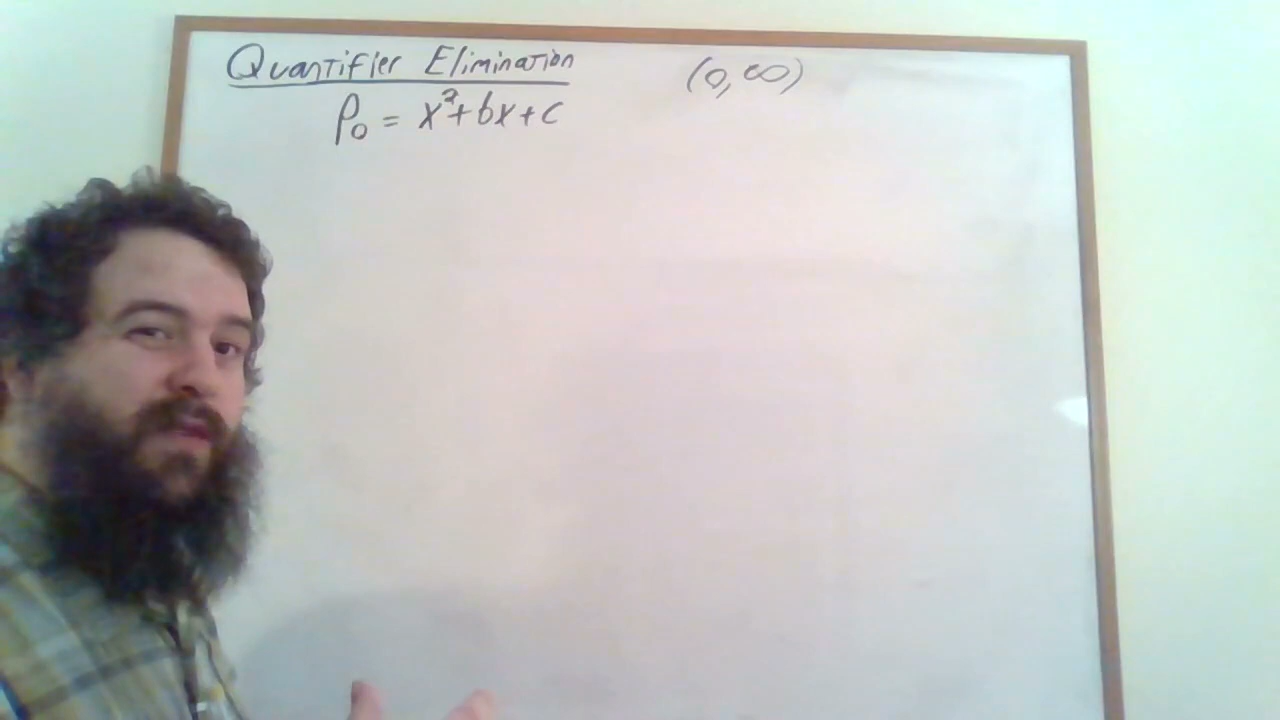 Quantifier Elimination
(0, ∞)
P₀ = x² + bx + c